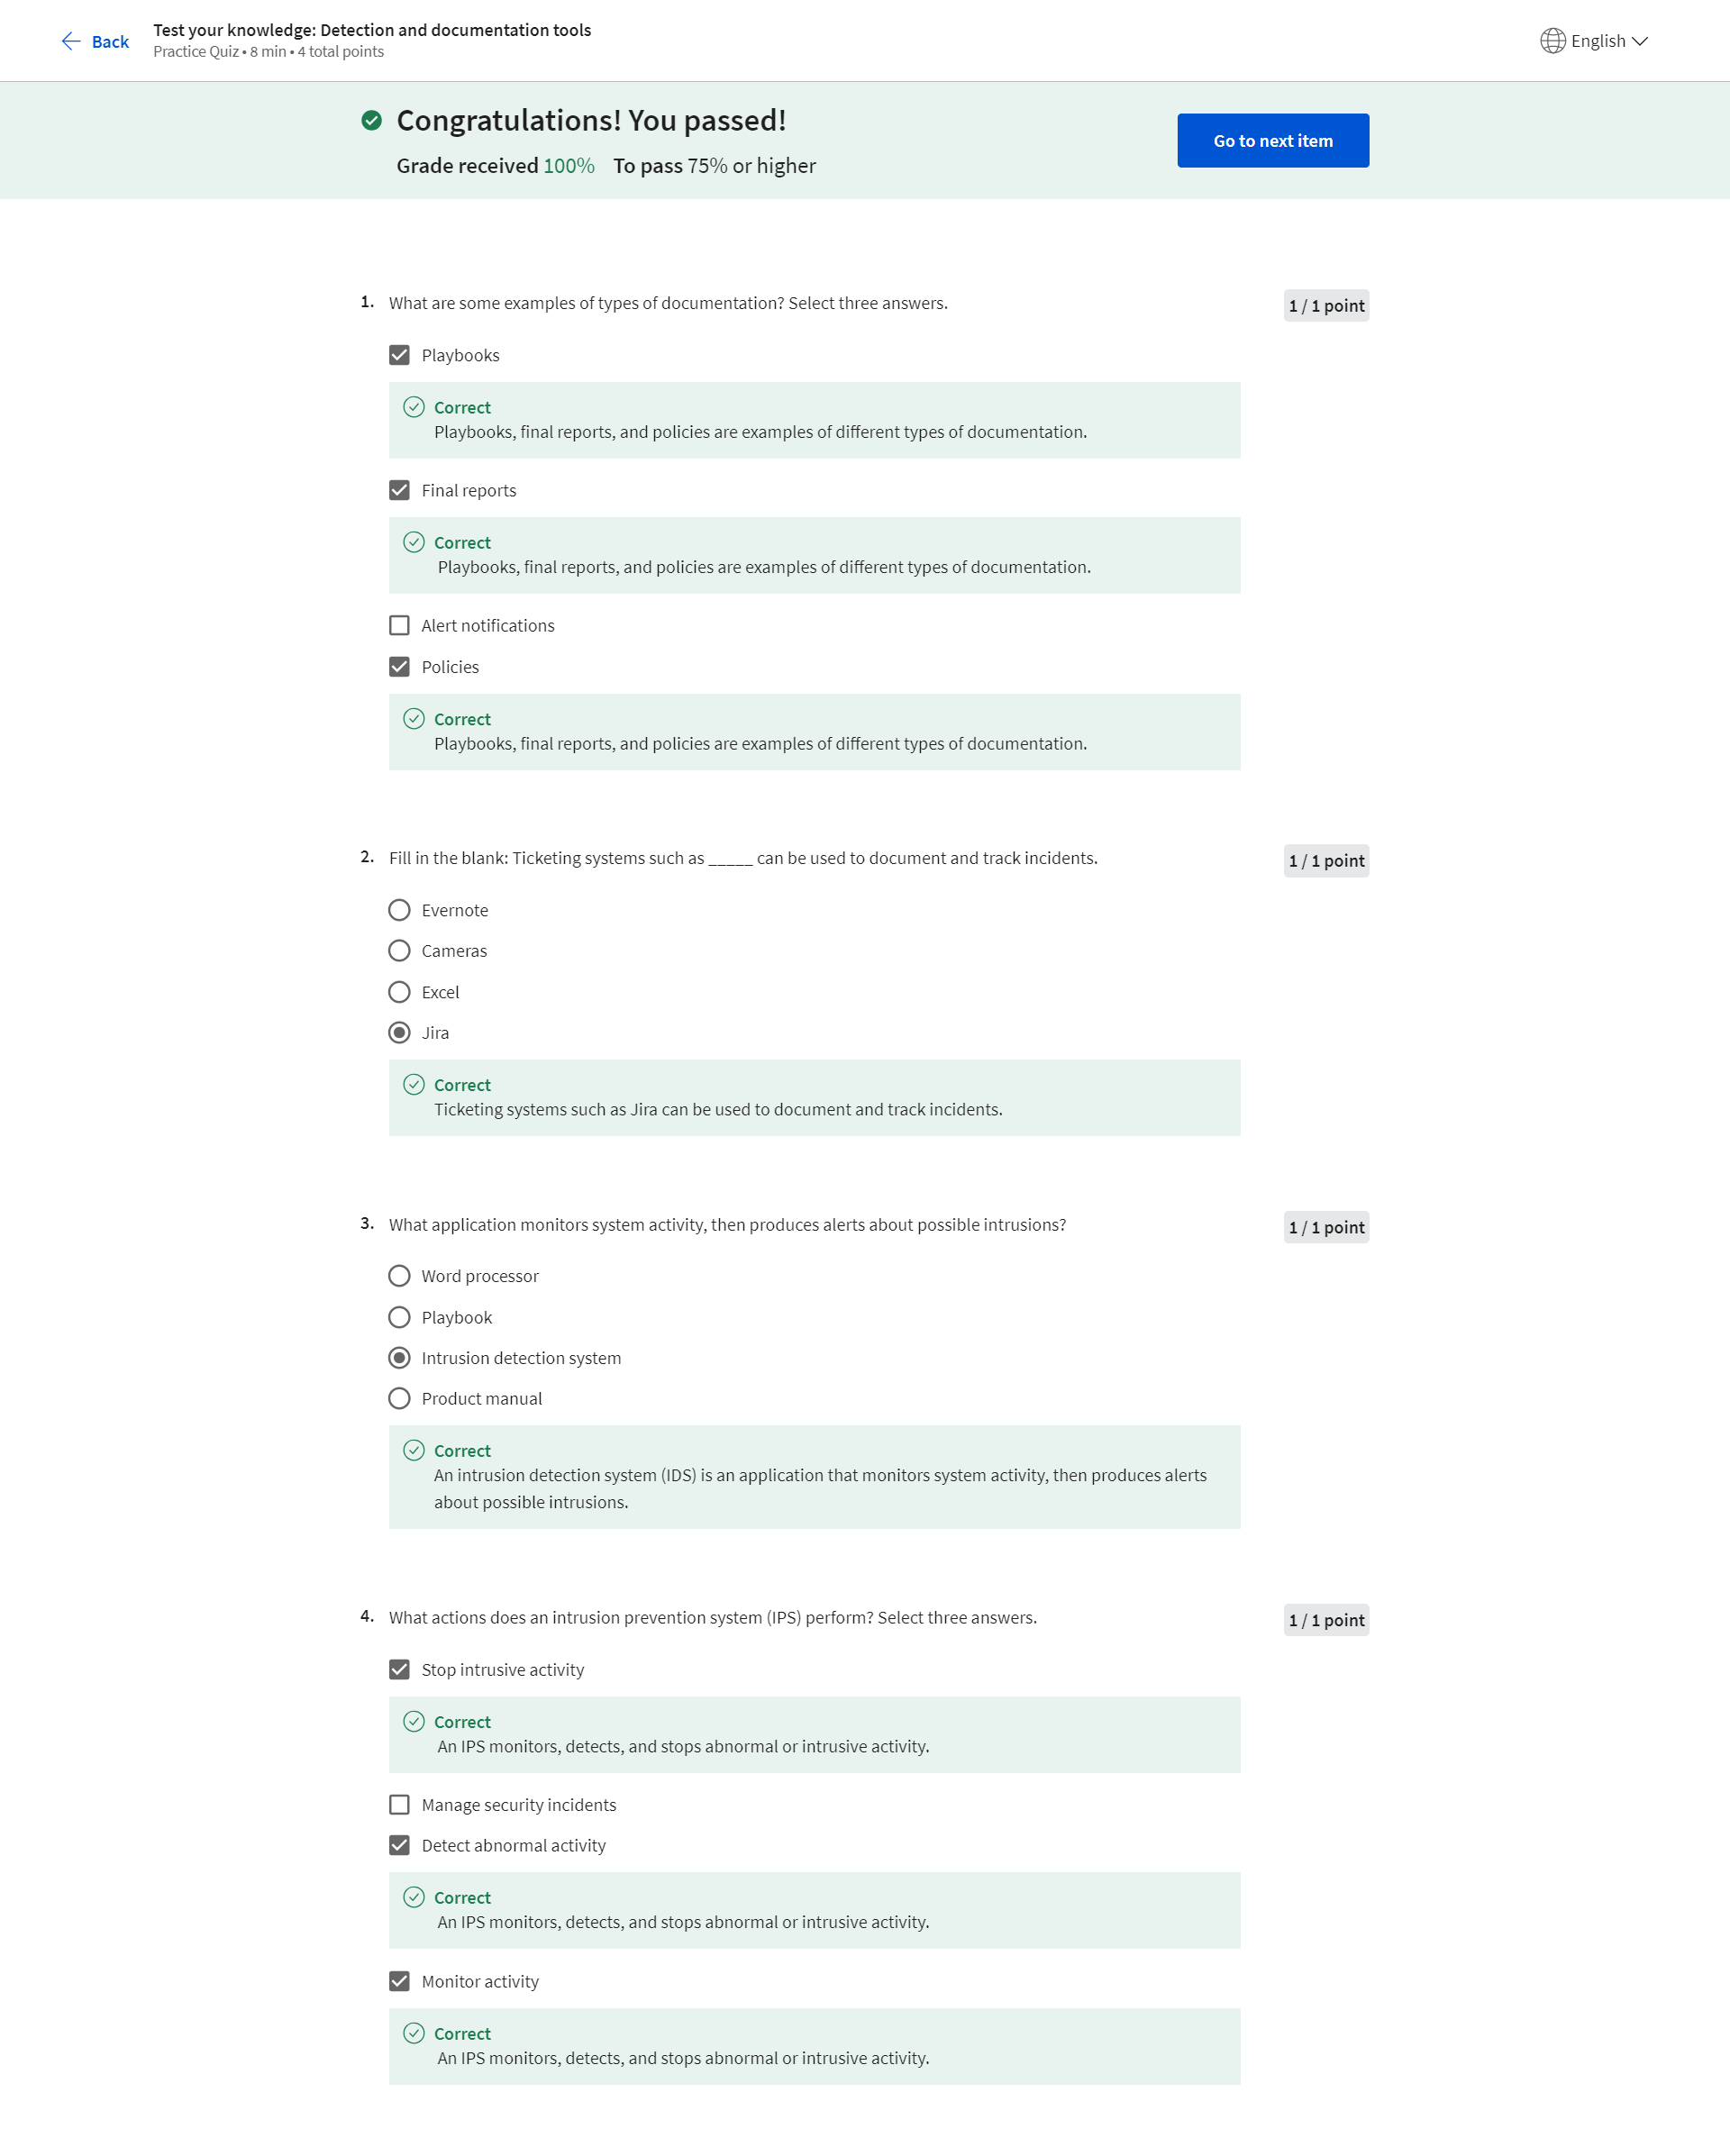 Back
Test your knowledge: Detection and documentation tools
Practice Quiz • 8 min • 4 total points
English
Congratulations! You passed!
Grade received 100% To pass 75% or higher
Go to next item
1. What are some examples of types of documentation? Select three answers.
1 / 1 point
Playbooks
Correct
Playbooks, final reports, and policies are examples of different types of documentation.
Final reports
Correct
Playbooks, final reports, and policies are examples of different types of documentation.
Alert notifications
Policies
Correct
Playbooks, final reports, and policies are examples of different types of documentation.
2. Fill in the blank: Ticketing systems such as _____ can be used to document and track incidents.
1 / 1 point
Evernote
Cameras
Excel
Jira
Correct
Ticketing systems such as Jira can be used to document and track incidents.
3. What application monitors system activity, then produces alerts about possible intrusions?
1 / 1 point
Word processor
Playbook
Intrusion detection system
Product manual
Correct
An intrusion detection system (IDS) is an application that monitors system activity, then produces alerts
about possible intrusions.
4. What actions does an intrusion prevention system (IPS) perform? Select three answers.
1 / 1 point
Stop intrusive activity
Correct
An IPS monitors, detects, and stops abnormal or intrusive activity.
Manage security incidents
Detect abnormal activity
Correct
An IPS monitors, detects, and stops abnormal or intrusive activity.
Monitor activity
Correct
An IPS monitors, detects, and stops abnormal or intrusive activity.